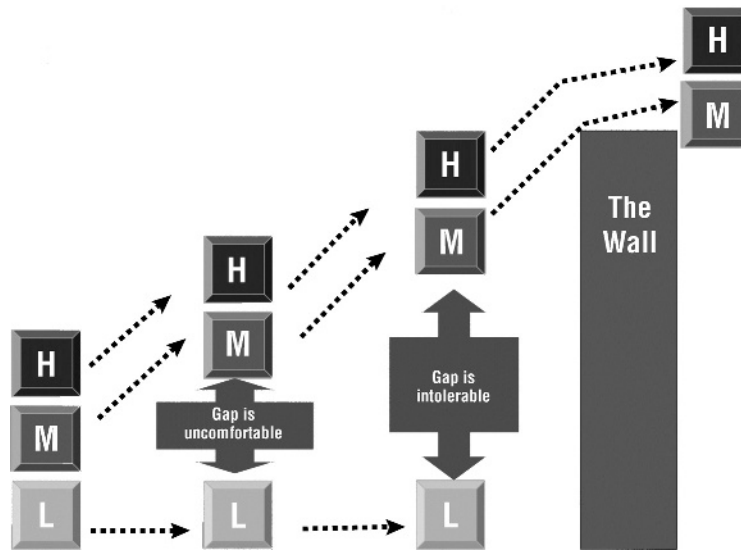 H
M
H
The
Wall
M
H
M
H
M
Gap is
intolerable
Gap is
uncomfortable
L
L
L